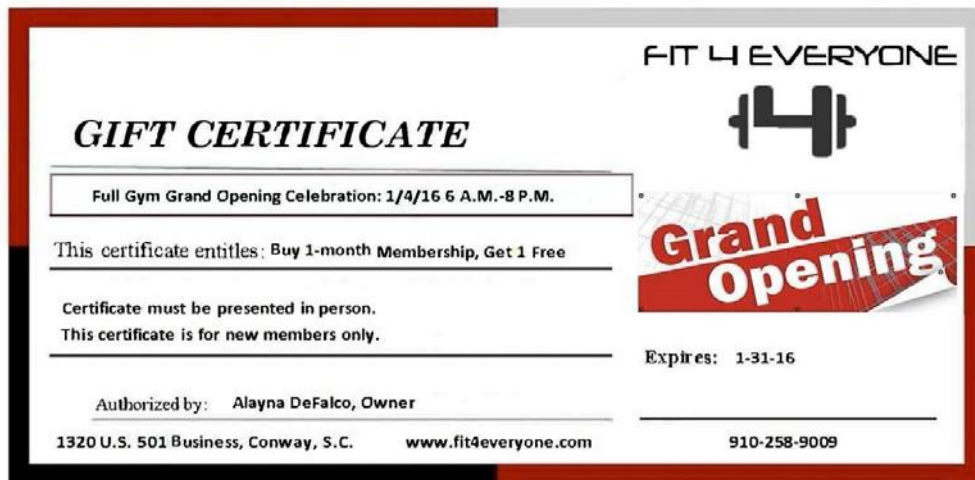 FIT 4 EVERYONE
GIFT CERTIFICATE
Full Gym Grand Opening Celebration: 1/4/16 6 A.M.-8 P.M.
Grand
Opening
This certificate entitles: Buy 1-month Membership, Get 1 Free
Certificate must be presented in person.
This certificate is for new members only.
Expires: 1-31-16
Authorized by: Alayna DeFalco, Owner
1320 U.S. 501 Business, Conway, S.C. www.fit4everyone.com 910-258-9009